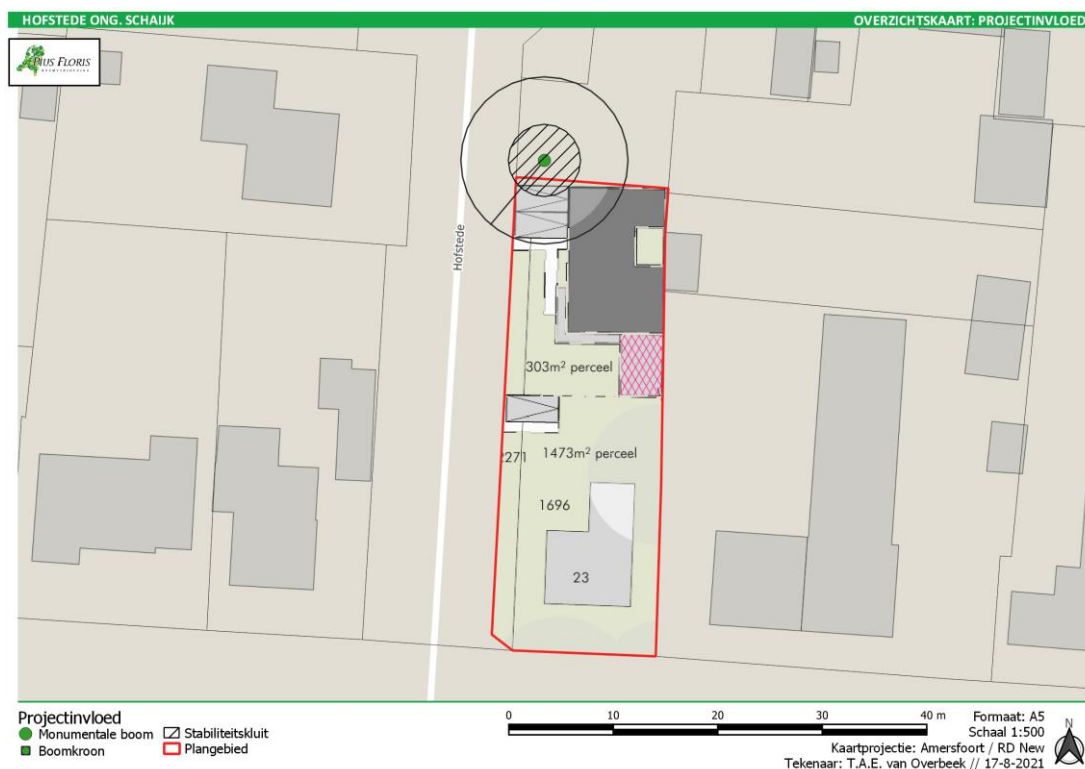 HOFSTEDE ONG. SCHAIJK
OVERZICHTSKAART: PROJECTINVLOED
PIUS FLORIS
BOOMVERZORGING
Hofstede
303m² perceel
2271
1473m² perceel
1696
23
Projectinvloed
Monumentale boom
Stabiliteitskluit
Boomkroon
Plangebied
0 10 20 30 40 m
Formaat: A5
Schaal 1:500
Kaartprojectie: Amersfoort / RD New
Tekenaar: T.A.E. van Overbeek // 17-8-2021
N